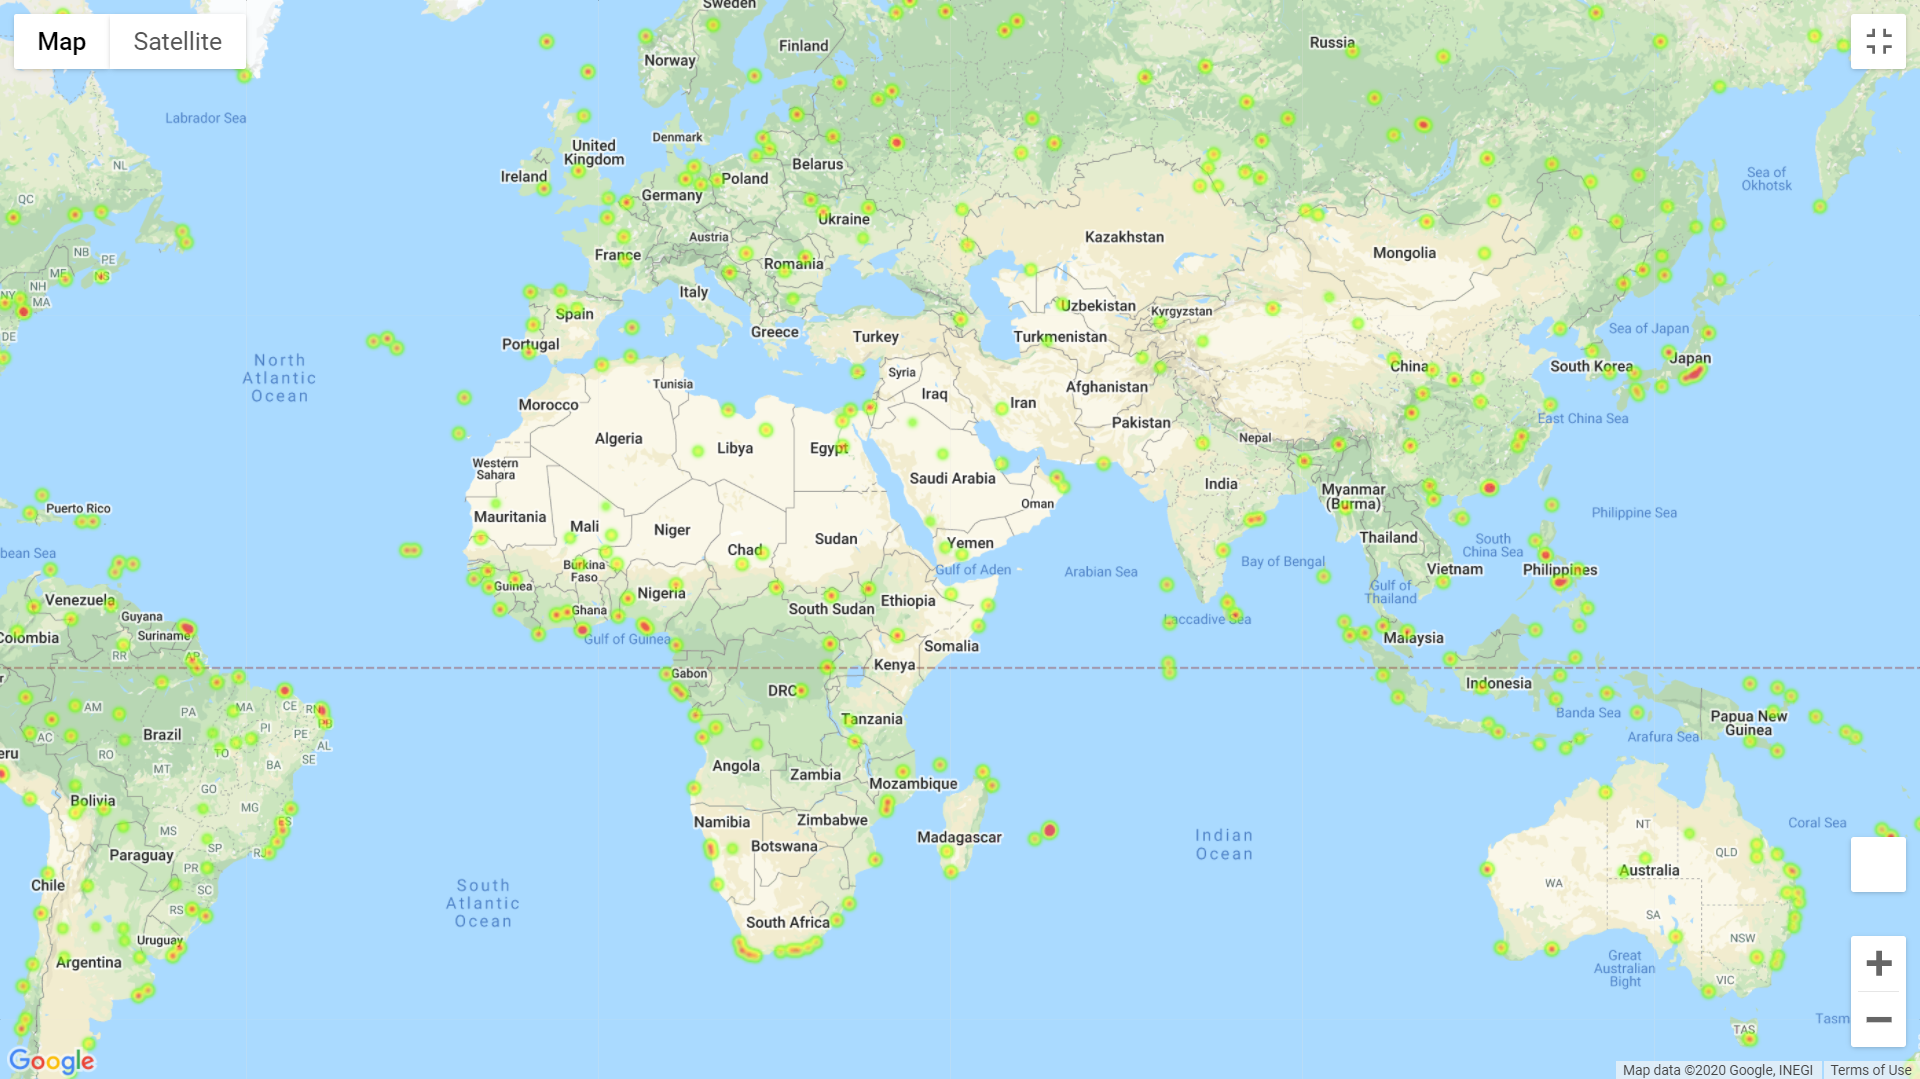 Map
Satellite
Sweden
Finland
Norway
Russia
Labrador Sea
Denmark
United
Kingdom
Ireland
Belarus
Poland
Germany
Sea of
Okhotsk
NL
QC
Ukraine
Austria
France
Romania
Kazakhstan
Mongolia
NB
PE
ME
NS
NH
NY
MA
DE
Italy
Spain
Greece
Portugal
Turkey
Uzbekistan
Kyrgyzstan
Turkmenistan
Sea of Japan
Japan
South Korea
China
North
Atlantic
Ocean
Tunisia
Syria
Iraq
Iran
Afghanistan
Pakistan
Morocco
Algeria
Libya
Egypt
Nepal
East China Sea
Western
Sahara
Saudi Arabia
India
Oman
Myanmar
(Burma)
Puerto Rico
Mauritania
Mali
Niger
Chad
Sudan
Yemen
Gulf of Aden
Arabian Sea
Bay of Bengal
Thailand
South
China Sea
Philippine Sea
bean Sea
Burkina
Faso
Guinea
Ghana
Nigeria
Gulf of Guinea
South Sudan
Ethiopia
Somalia
Kenya
Laccadive Sea
Gulf of
Thailand
Vietnam
Philippines
Malaysia
Indonesia
Venezuela
Guyana
Suriname
Colombia
RR
AP
Gabon
DRC
Tanzania
Banda Sea
Arafura Sea
Papua New
Guinea
AM
PA
MA
CE
RN
PB
PI
PE
AL
SE
AC
RO
TO
BA
MT
Brazil
eru
Angola
Zambia
Mozambique
Zimbabwe
Namibia
Botswana
Madagascar
Indian
Ocean
Bolivia
GO
MG
ES
MS
SP
RJ
PR
SC
RS
Paraguay
Chile
Uruguay
Argentina
South
Atlantic
Ocean
South Africa
Coral Sea
NT
QLD
Australia
WA
SA
NSW
VIC
TAS
Great
Australian
Bight
Tasm
Google
Map data ©2020 Google, INEGI
Terms of Use